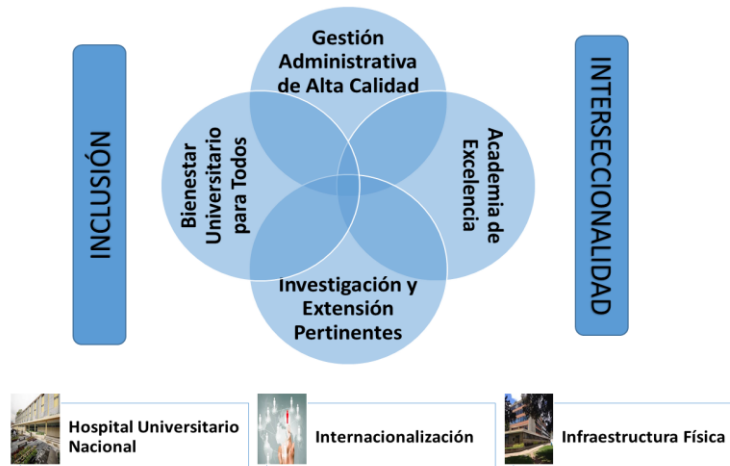 Gestión
Administrativa
de Alta Calidad
INCLUSIÓN
Bienestar
Universitario
para Todos
Academia de
Excelencia
INTERSECCIONALIDAD
Investigación y
Extensión
Pertinentes
Hospital Universitario
Nacional
Internacionalización
Infraestructura Física